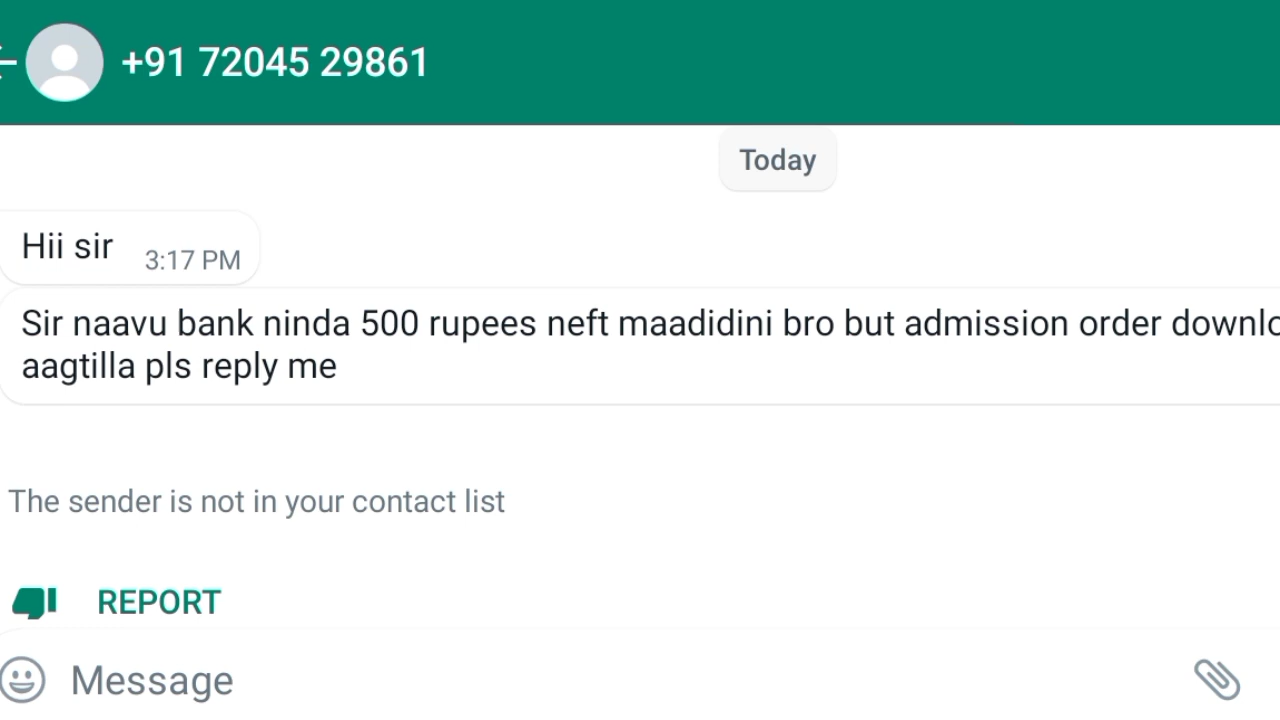 +91 72045 29861
Today
Hii sir 3:17 PM
Sir naavu bank ninda 500 rupees neft maadidini bro but admission order
aagtilla pls reply me
The sender is not in your contact list
REPORT
Message